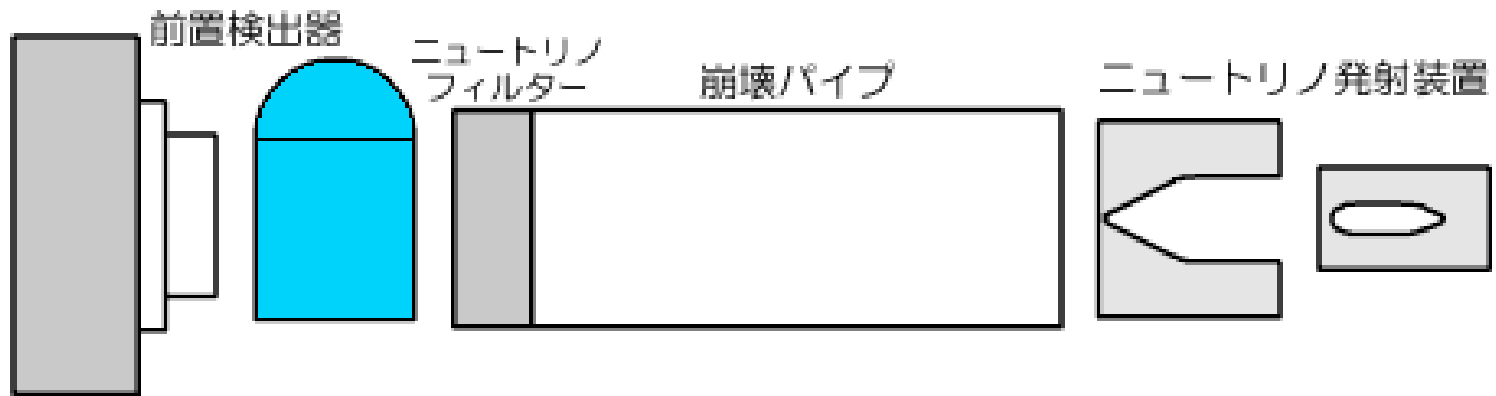 前置検出器
ニュートリノ
フィルター
崩壊パイプ
ニュートリノ発射装置